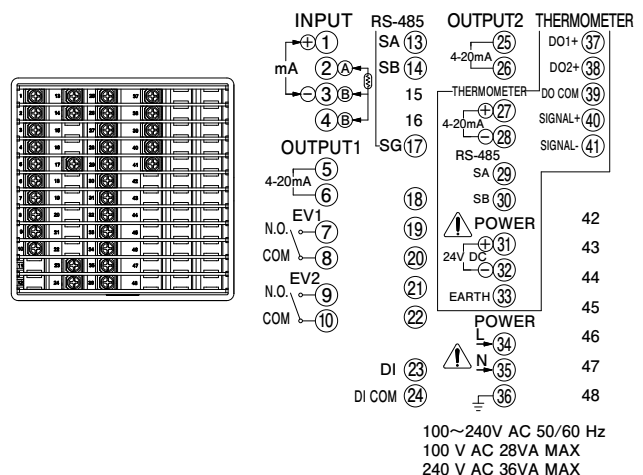 INPUT
+ 1
mA
2 A
- 3 B
4 B
OUTPUT1
4-20mA
5
6
EV1
N.O. 7
COM 8
EV2
N.O. 9
COM 10
RS-485
SA 13
SB 14
15
16
SG 17
18
19
20
21
22
DI 23
DI COM 24
OUTPUT2
4-20mA
25
26
THERMOMETER
4-20mA
+ 27
- 28
RS-485
SA 29
SB 30
POWER
24V DC
+ 31
- 32
EARTH 33
POWER
L 34
N 35
36
THERMOMETER
DO1+ 37
DO2+ 38
DO COM 39
SIGNAL+ 40
SIGNAL- 41
42
43
44
45
46
47
48
100～240V AC 50/60 Hz
100 V AC 28VA MAX
240 V AC 36VA MAX